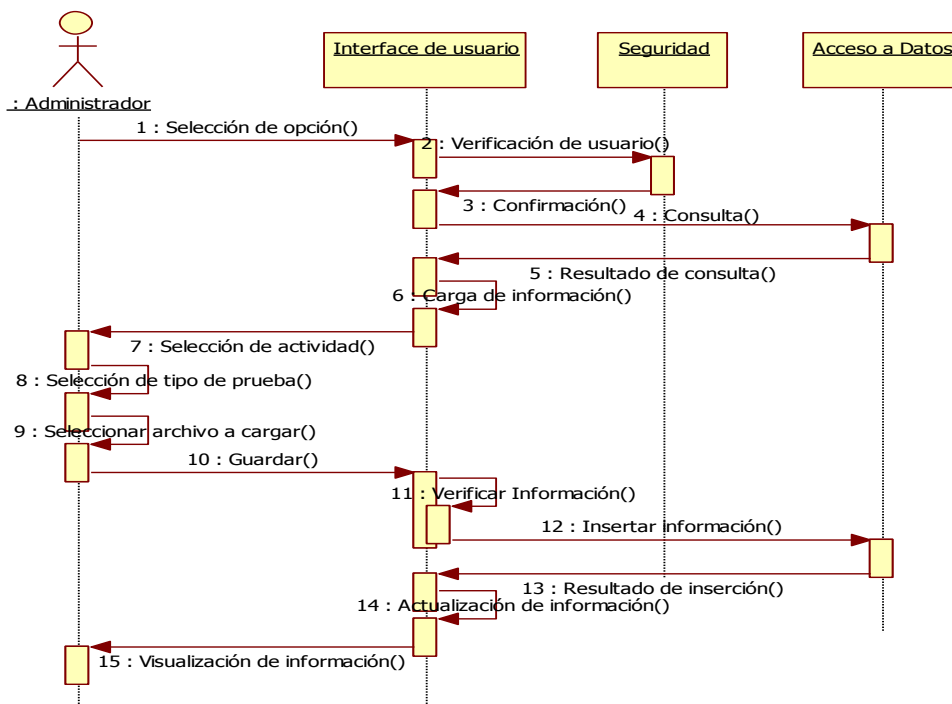 Interface de usuario
Seguridad
Acceso a Datos
: Administrador
1 : Selección de opción()
2 : Verificación de usuario()
3 : Confirmación()
4 : Consulta()
5 : Resultado de consulta()
6 : Carga de información()
7 : Selección de actividad()
8 : Selección de tipo de prueba()
9 : Seleccionar archivo a cargar()
10 : Guardar()
11 : Verificar Información()
12 : Insertar información()
13 : Resultado de inserción()
14 : Actualización de información()
15 : Visualización de información()